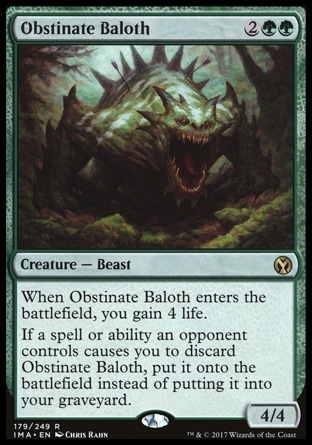 Obstinate Baloth 2
Creature — Beast
When Obstinate Baloth enters the
battlefield, you gain 4 life.
If a spell or ability an opponent
controls causes you to discard
Obstinate Baloth, put it onto the
battlefield instead of putting it into
your graveyard.
4/4
179/249 R
IMA • EN Chris Rahn
™ & © 2017 Wizards of the Coast